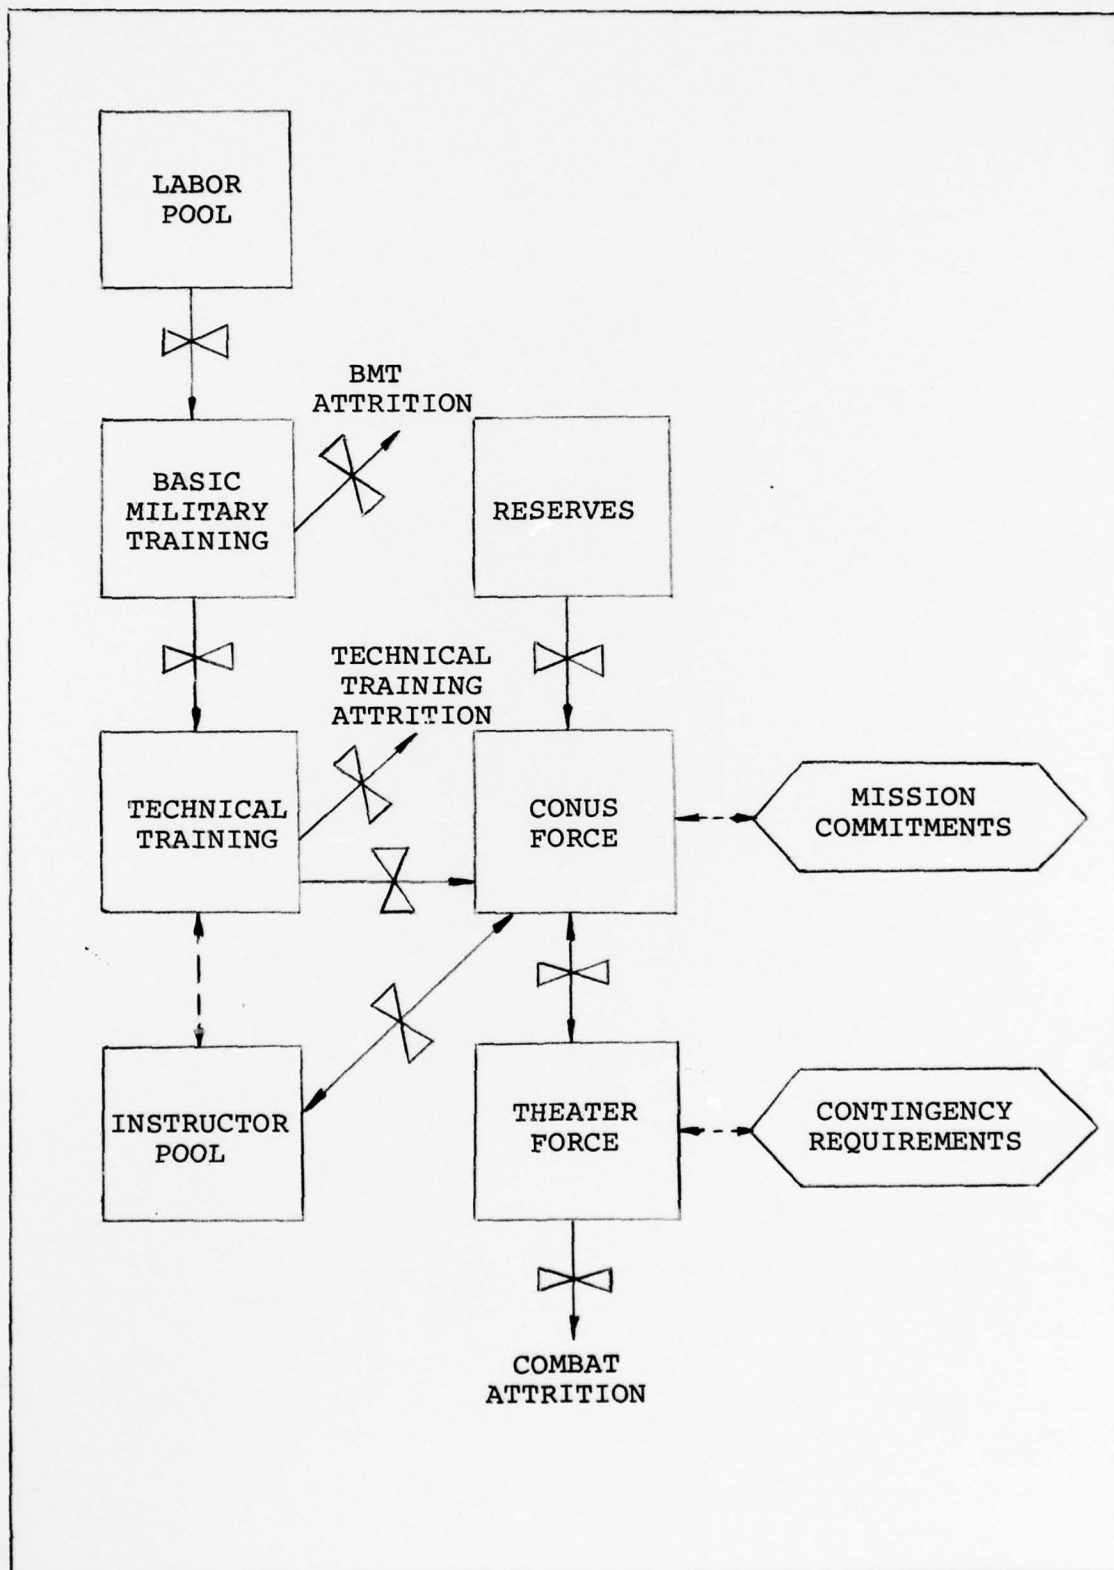 LABOR
POOL
BMT
ATTRITION
BASIC
MILITARY
TRAINING
RESERVES
TECHNICAL
TRAINING
ATTRITION
TECHNICAL
TRAINING
CONUS
FORCE
MISSION
COMMITMENTS
INSTRUCTOR
POOL
THEATER
FORCE
CONTINGENCY
REQUIREMENTS
COMBAT
ATTRITION